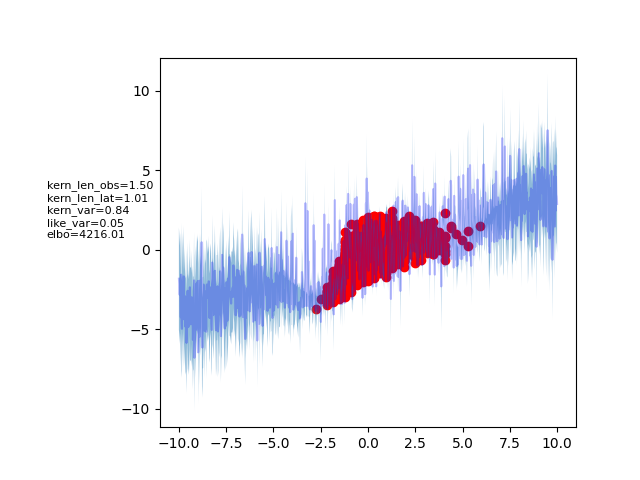 10
5
kern_len_obs=1.50
kern_len_lat=1.01
kern_var=0.84
like_var=0.05
elbo=4216.01
0
−5
−10
−10.0 −7.5 −5.0 −2.5 0.0 2.5 5.0 7.5 10.0